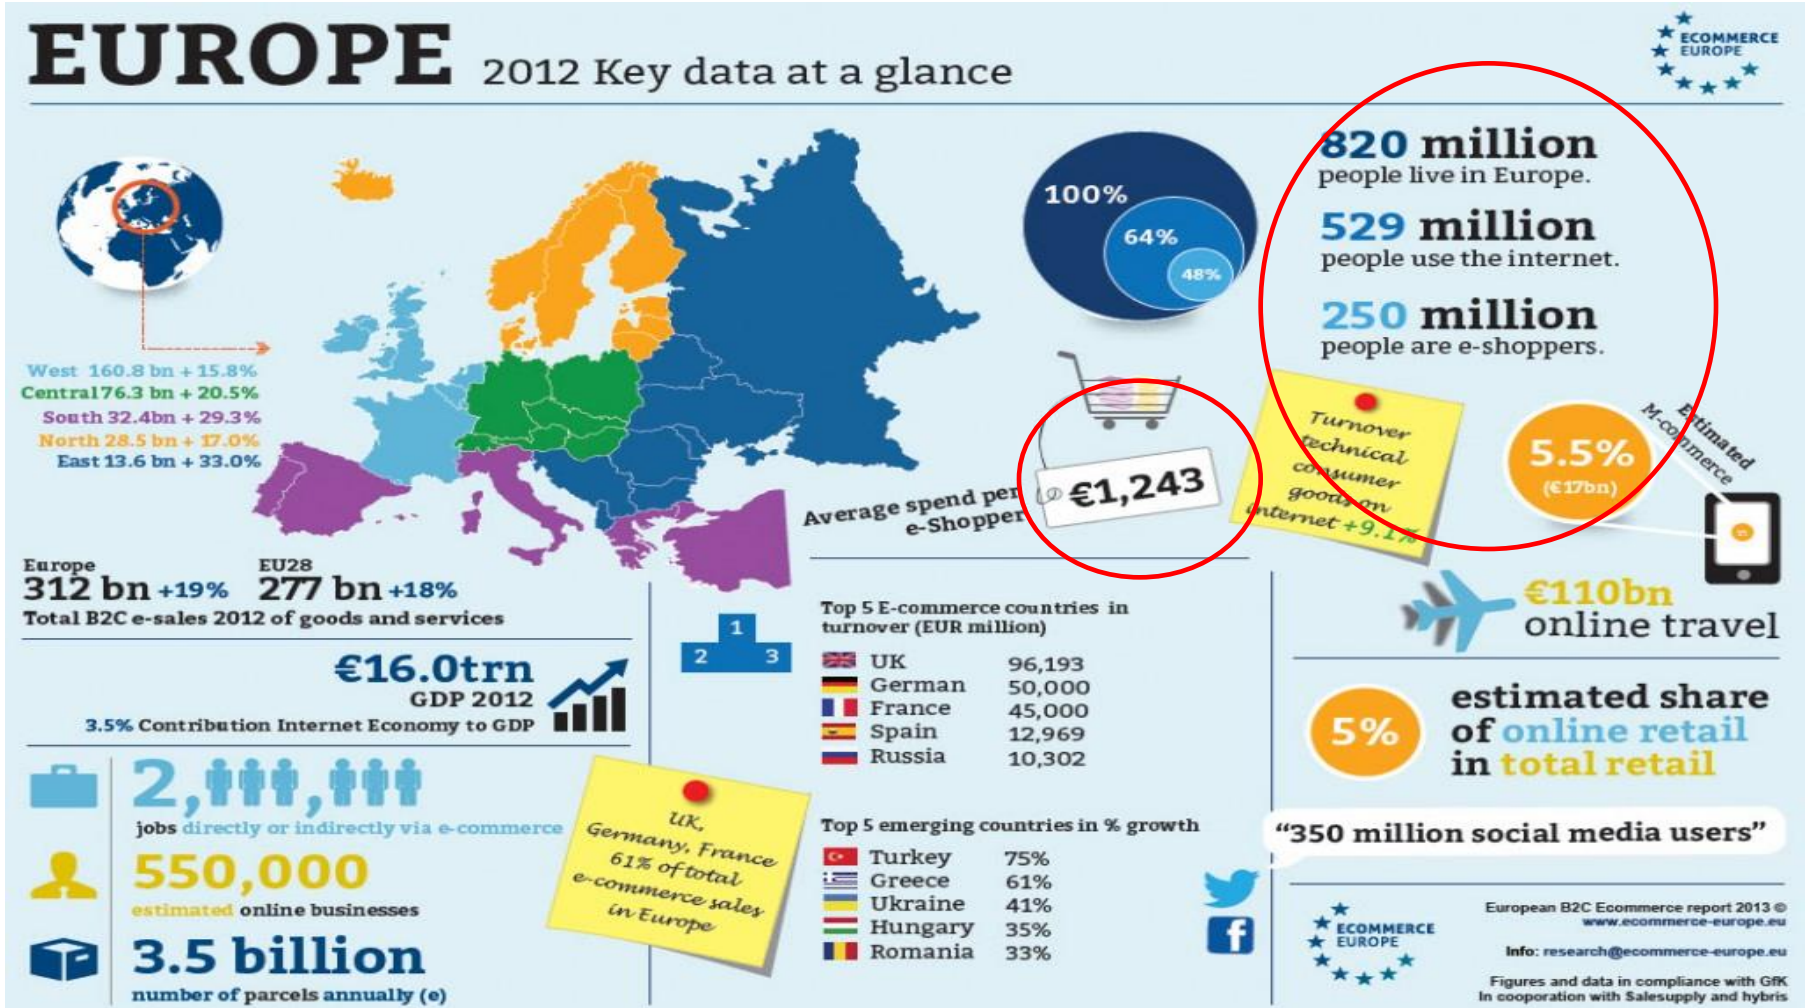 EUROPE 2012 Key data at a glance
ECOMMERCE
EUROPE
100%
64%
48%
820 million
people live in Europe.
529 million
people use the internet.
250 million
people are e-shoppers.
West 160.8 bn + 15.8%
Central 76.3 bn + 20.5%
South 32.4bn + 29.3%
North 28.5 bn + 17.0%
East 13.6 bn + 33.0%
Average spend per
e-Shopper
€1,243
Turnover
technical
consumer
goods on
internet +9.1%
5.5%
(€17bn)
Estimated
M-commerce
Europe
312 bn +19%
EU28
277 bn +18%
Total B2C e-sales 2012 of goods and services
€16.0trn
GDP 2012
3.5% Contribution Internet Economy to GDP
1
2 3
Top 5 E-commerce countries in
turnover (EUR million)
UK 96,193
German 50,000
France 45,000
Spain 12,969
Russia 10,302
€110bn
online travel
5%
estimated share
of online retail
in total retail
2,
jobs directly or indirectly via e-commerce
550,000
estimated online businesses
3.5 billion
number of parcels annually (e)
UK,
Germany, France
61% of total
e-commerce sales
in Europe
Top 5 emerging countries in % growth
Turkey 75%
Greece 61%
Ukraine 41%
Hungary 35%
Romania 33%
“350 million social media users”
f
ECOMMERCE
EUROPE
European B2C Ecommerce report 2013 ©
www.ecommerce-europe.eu
Info: research@ecommerce-europe.eu
Figures and data in compliance with GfK
In cooporation with Salesupply and hybris